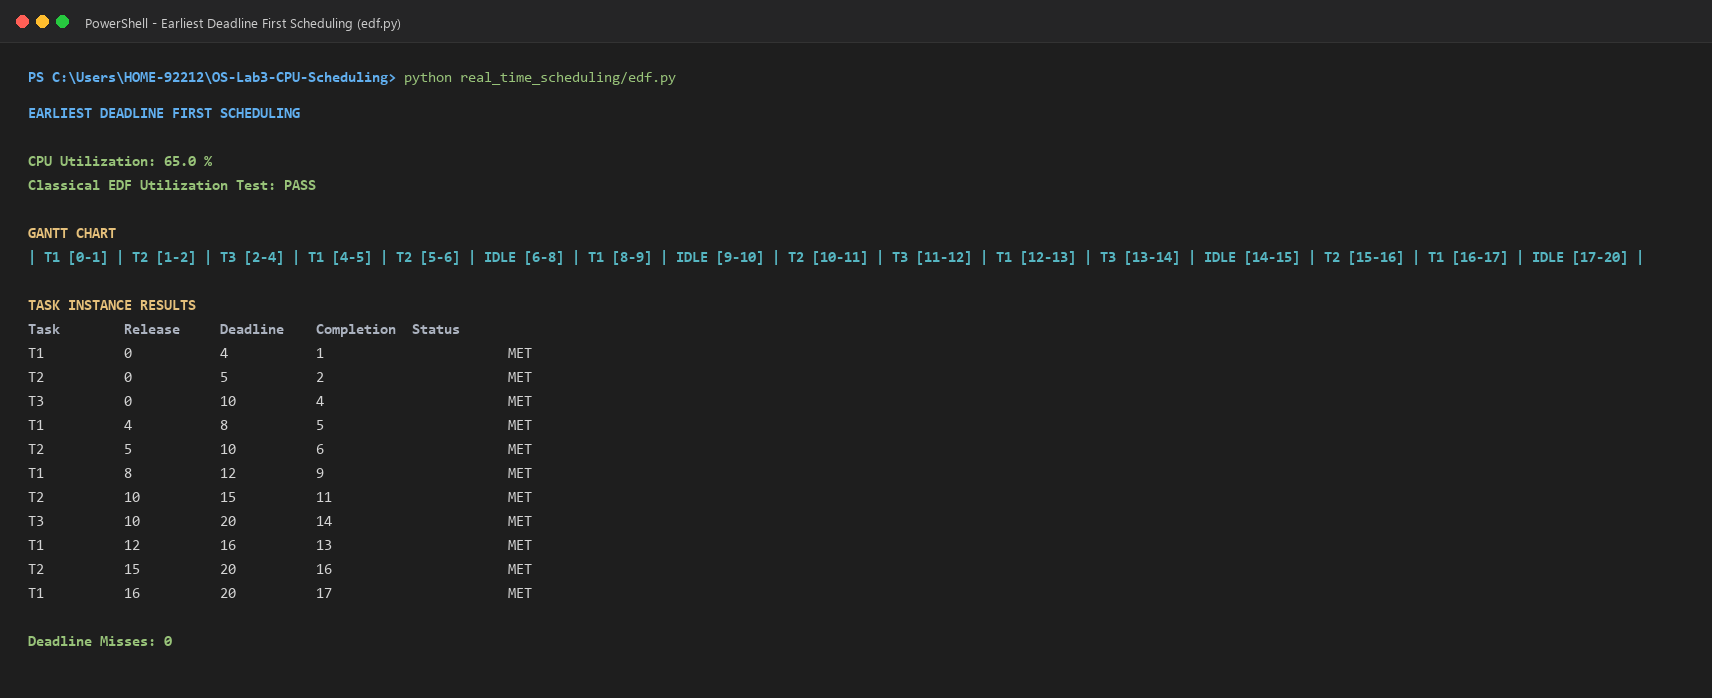 PowerShell - Earliest Deadline First Scheduling (edf.py)
PS C:\Users\HOME-92212\OS-Lab3-CPU-Scheduling> python real_time_scheduling/edf.py
EARLIEST DEADLINE FIRST SCHEDULING
CPU Utilization: 65.0 %
Classical EDF Utilization Test: PASS
GANTT CHART
| T1 [0-1] | T2 [1-2] | T3 [2-4] | T1 [4-5] | T2 [5-6] | IDLE [6-8] | T1 [8-9] | IDLE [9-10] | T2 [10-11] | T3 [11-12] | T1 [12-13] | T3 [13-14] | IDLE [14-15] | T2 [15-16] | T1 [16-17] | IDLE [17-20] |
TASK INSTANCE RESULTS
Task Release Deadline Completion Status
T1 0 4 1 MET
T2 0 5 2 MET
T3 0 10 4 MET
T1 4 8 5 MET
T2 5 10 6 MET
T1 8 12 9 MET
T2 10 15 11 MET
T3 10 20 14 MET
T1 12 16 13 MET
T2 15 20 16 MET
T1 16 20 17 MET
Deadline Misses: 0